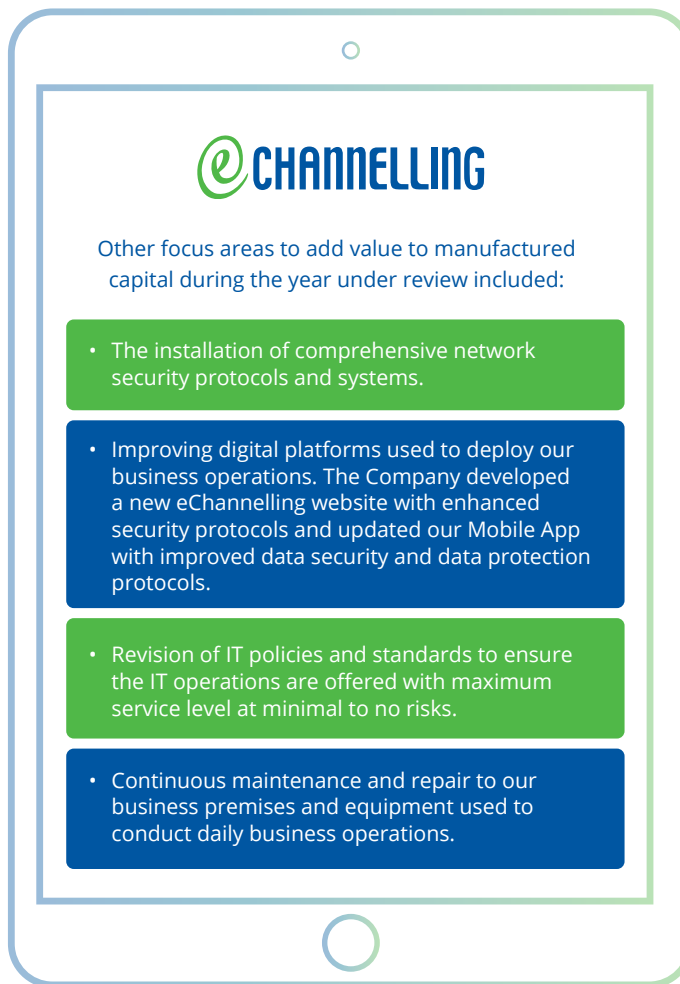 e CHANNELLING
Other focus areas to add value to manufactured
capital during the year under review included:
• The installation of comprehensive network
security protocols and systems.
• Improving digital platforms used to deploy our
business operations. The Company developed
a new eChannelling website with enhanced
security protocols and updated our Mobile App
with improved data security and data protection
protocols.
• Revision of IT policies and standards to ensure
the IT operations are offered with maximum
service level at minimal to no risks.
• Continuous maintenance and repair to our
business premises and equipment used to
conduct daily business operations.